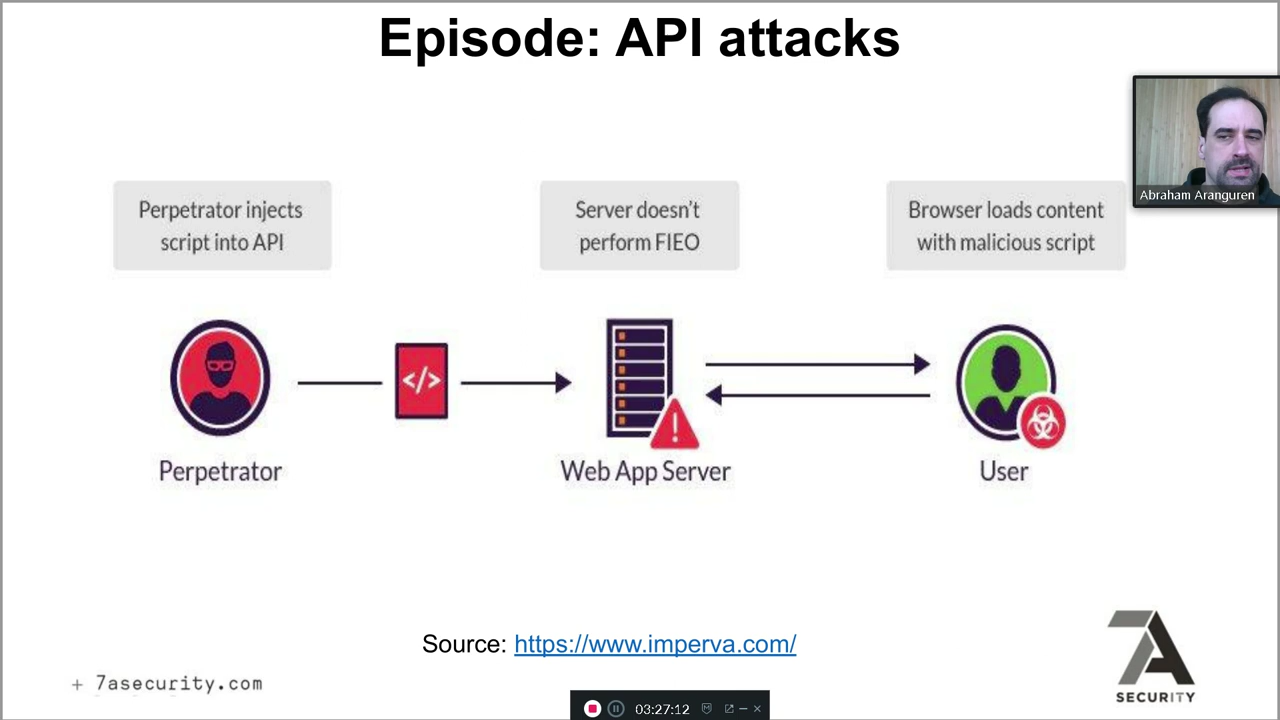 Episode: API attacks
Abraham Aranguren
Perpetrator injects
script into API
Server doesn't
perform FIEO
Browser loads content
with malicious script
</>
!
Perpetrator
Web App Server
User
Source: https://www.imperva.com/
+ 7asecurity.com
7A
SECURITY
03:27:12